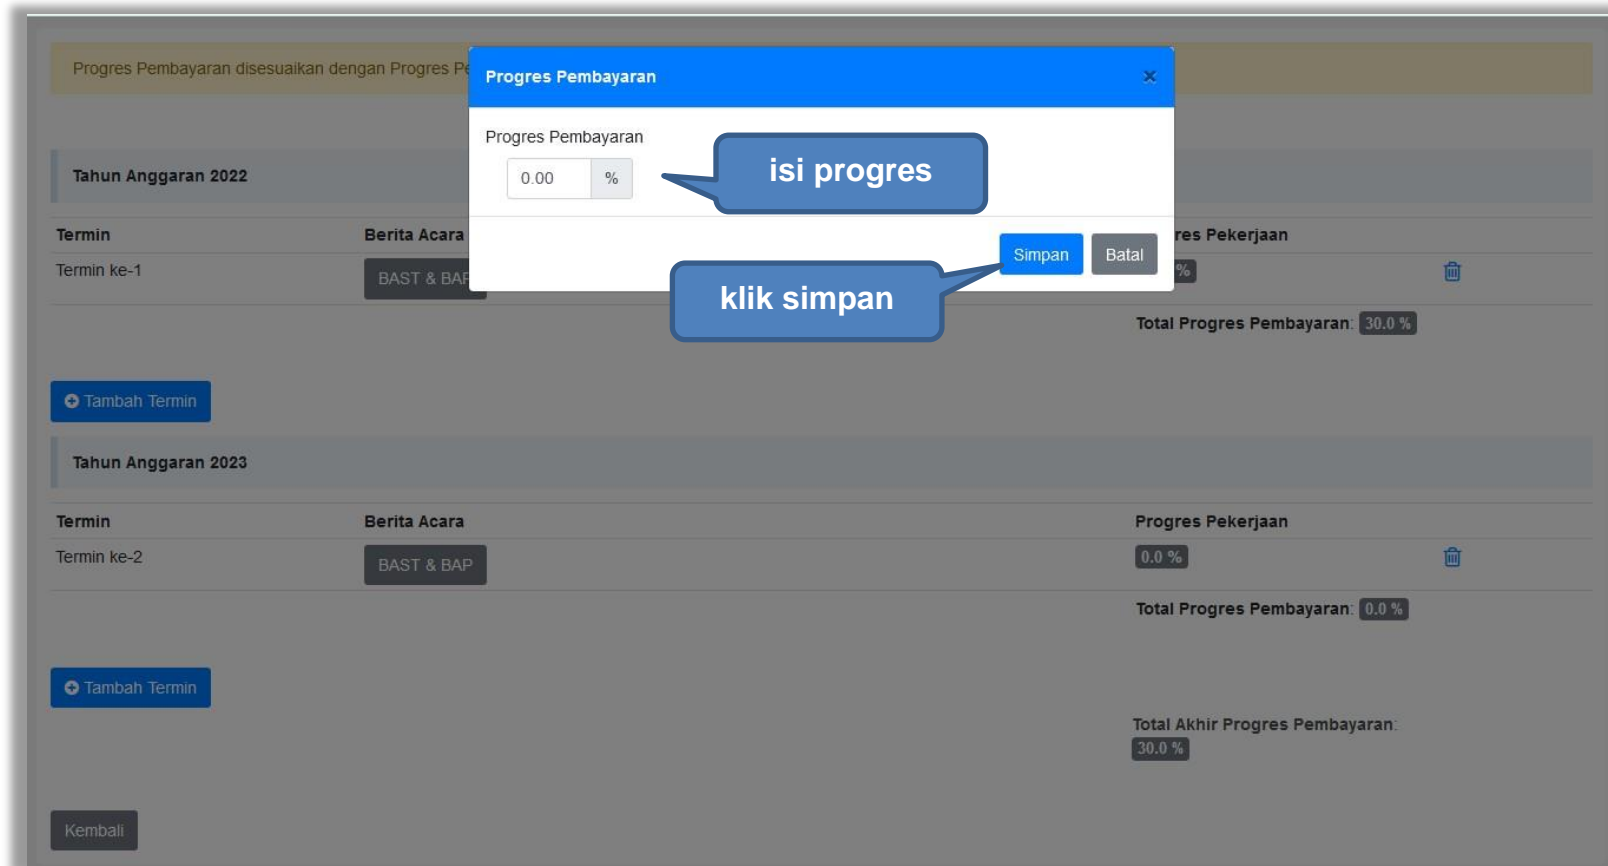 Progres Pembayaran disesuaikan dengan Progres
Progres Pembayaran ×
Progres Pembayaran
0.00 %
isi progres
Simpan Batal
klik simpan
Tahun Anggaran 2022
Termin Berita Acara res Pekerjaan
Termin ke-1 BAST & BAP %
Total Progres Pembayaran: 30.0 %
Tambah Termin
Tahun Anggaran 2023
Termin Berita Acara Progres Pekerjaan
Termin ke-2 BAST & BAP 0.0 %
Total Progres Pembayaran: 0.0 %
Tambah Termin
Total Akhir Progres Pembayaran:
30.0 %
Kembali